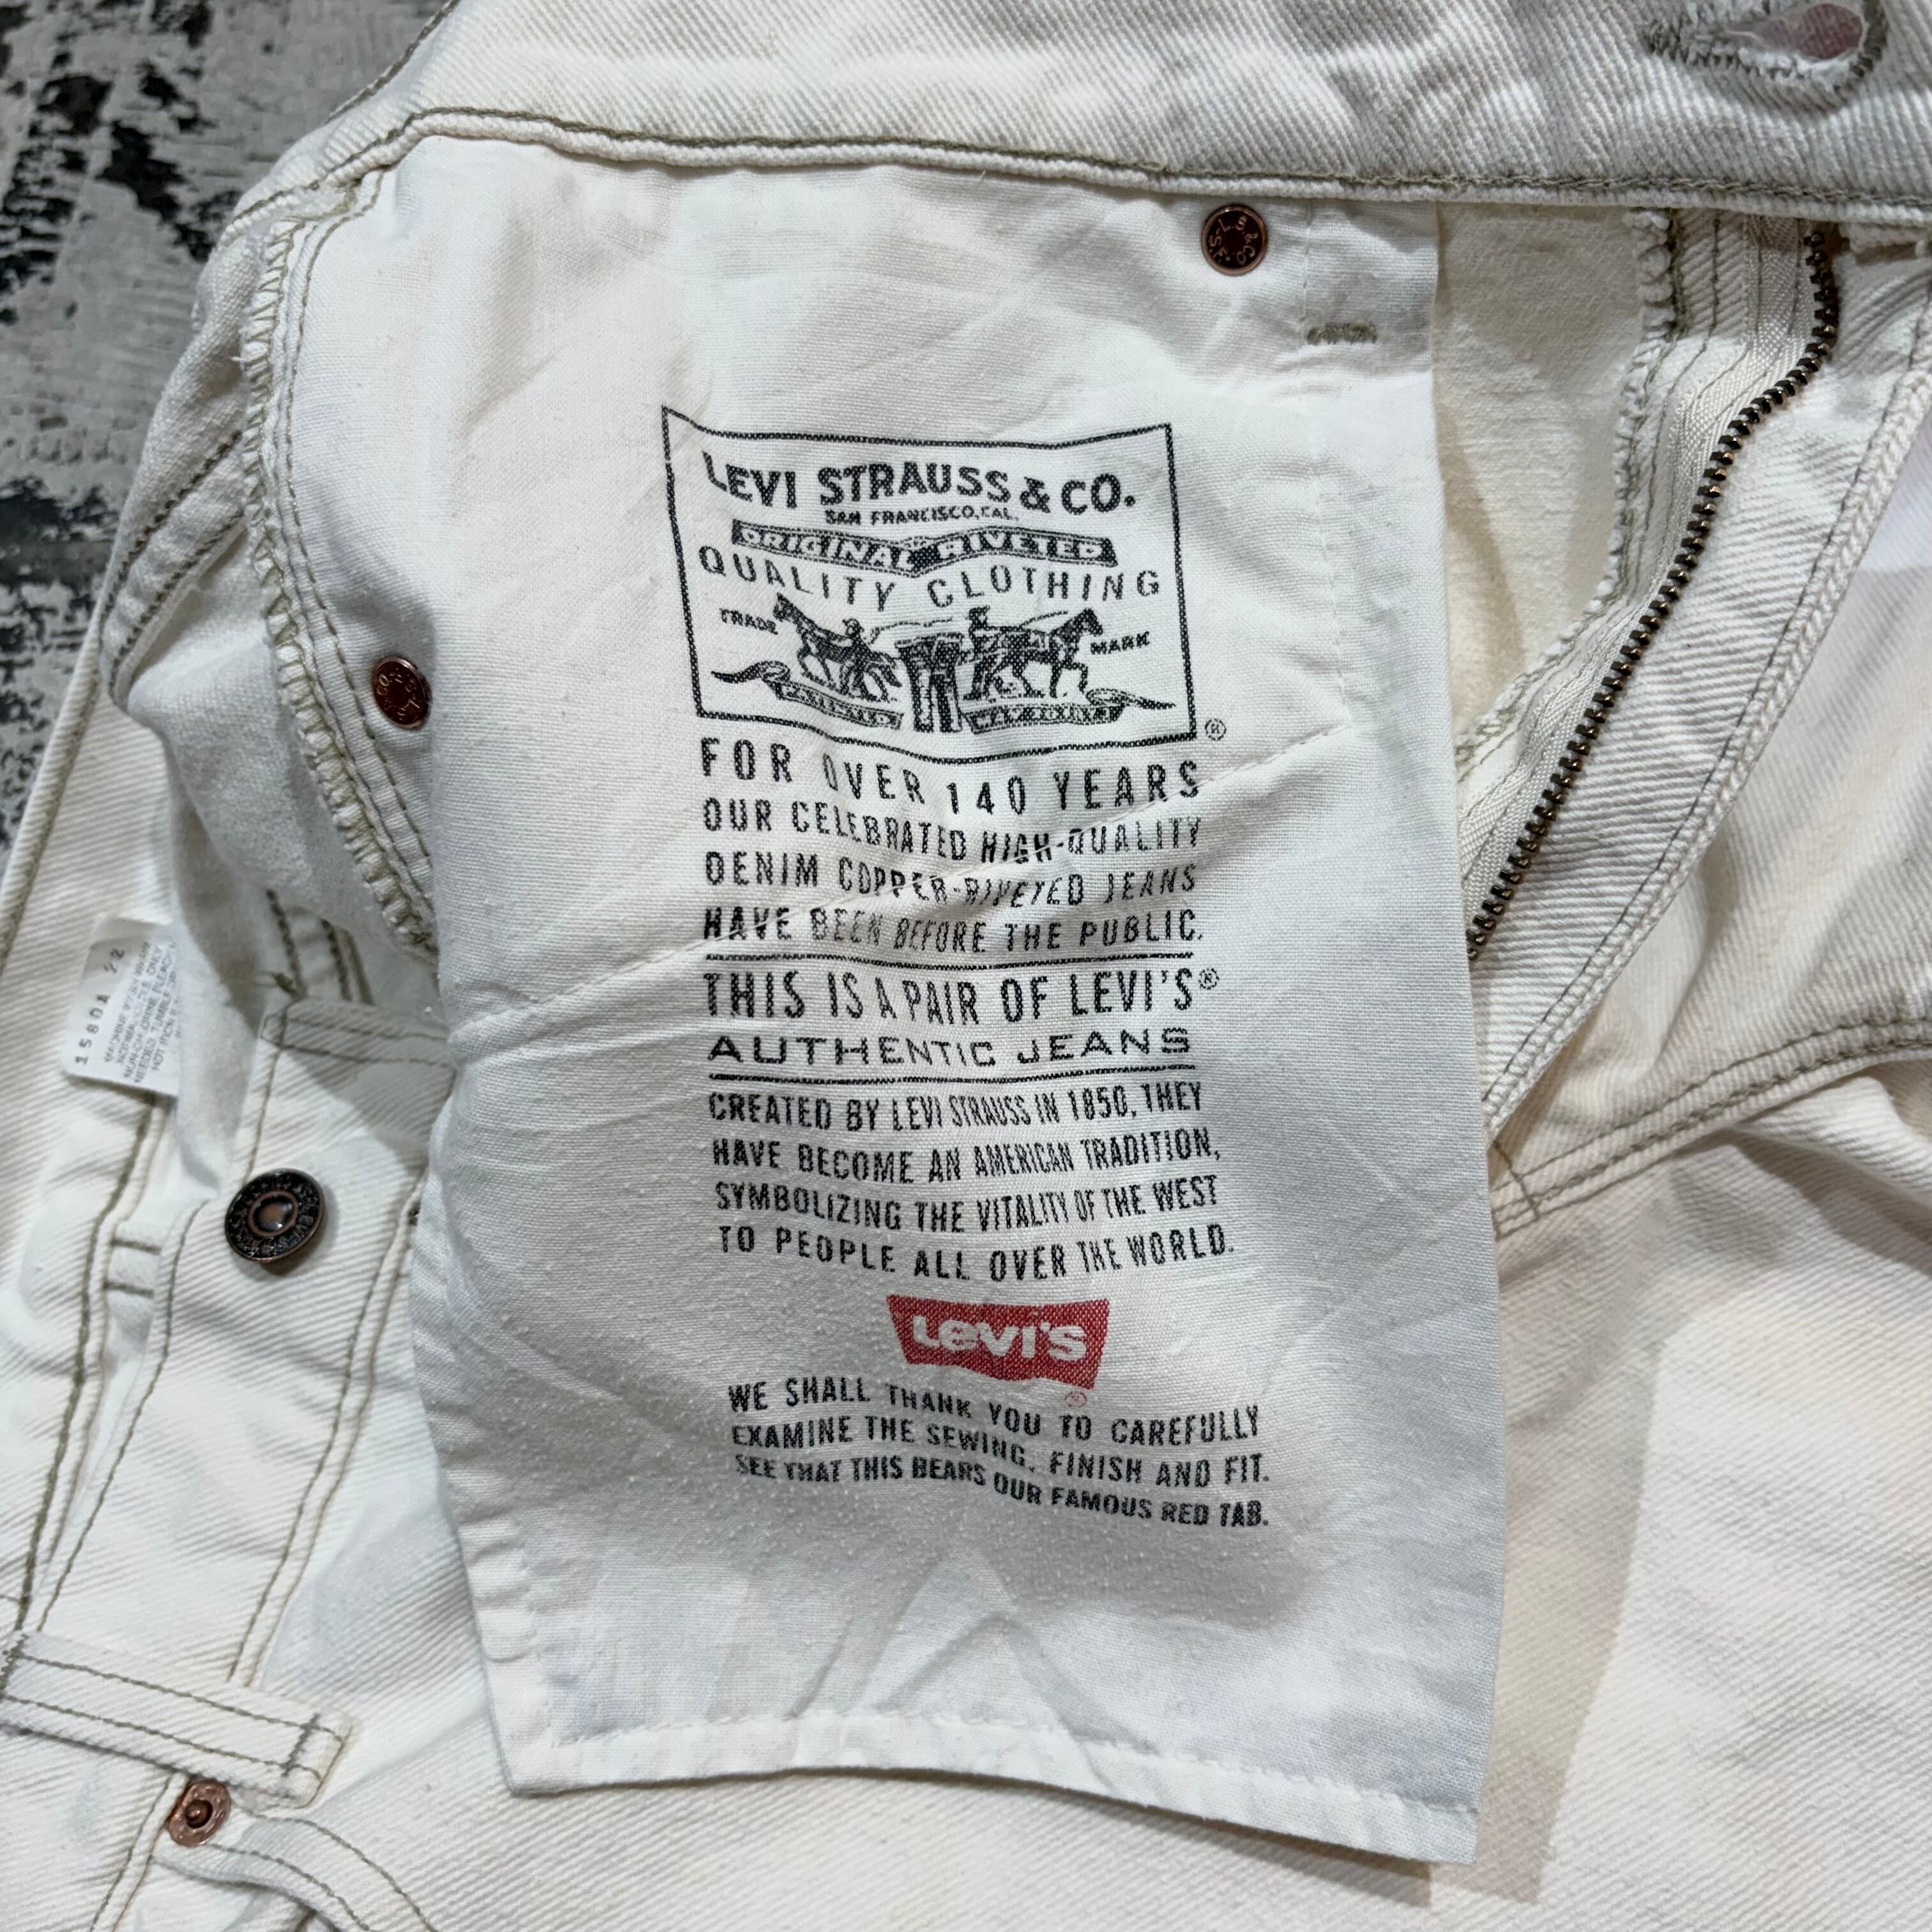 LEVI STRAUSS & CO.
SAN FRANCISCO, CAL.
ORIGINAL RIVETED
QUALITY CLOTHING
TRADE MARK
®
FOR OVER 140 YEARS
OUR CELEBRATED HIGH-QUALITY
DENIM COPPER-RIVETED JEANS
HAVE BEEN BEFORE THE PUBLIC.
THIS IS A PAIR OF LEVI'S®
AUTHENTIC JEANS
CREATED BY LEVI STRAUSS IN 1850, THEY
HAVE BECOME AN AMERICAN TRADITION,
SYMBOLIZING THE VITALITY OF THE WEST
TO PEOPLE ALL OVER THE WORLD.
Levi's
®
WE SHALL THANK YOU TO CAREFULLY
EXAMINE THE SEWING, FINISH AND FIT.
SEE THAT THIS BEARS OUR FAMOUS RED TAB.